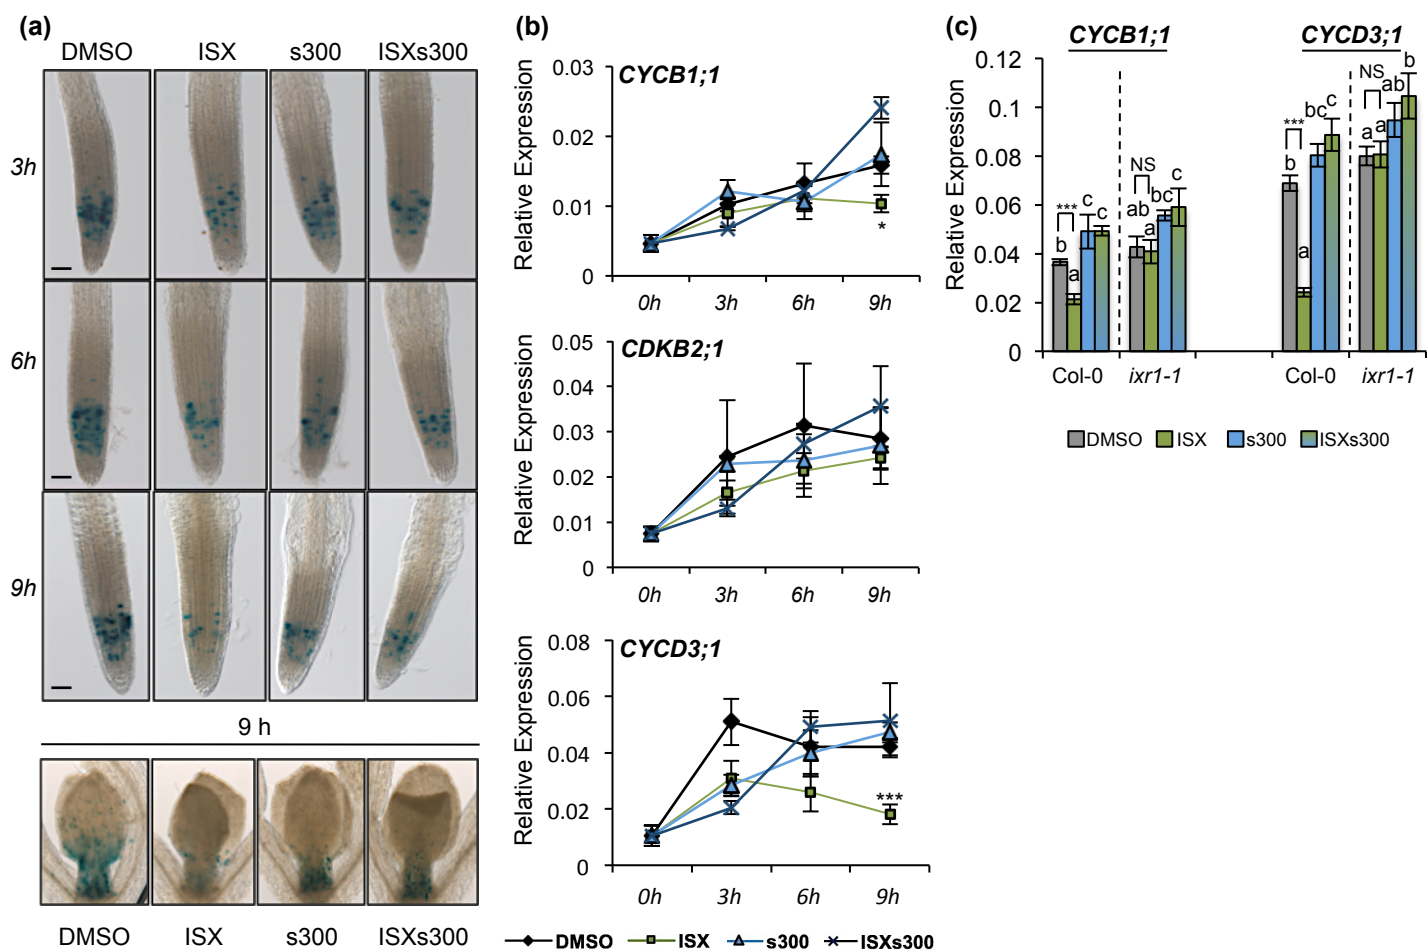 (a)
DMSO ISX s300 ISXs300
3h
6h
9h
9 h
DMSO ISX s300 ISXs300
(b)
CYCB1;1
Relative Expression
0.03
0.02
0.01
0
*
0h 3h 6h 9h
CDKB2;1
Relative Expression
0.05
0.04
0.03
0.02
0.01
0
0h 3h 6h 9h
CYCD3;1
Relative Expression
0.08
0.06
0.04
0.02
0
***
0h 3h 6h 9h
DMSO ISX s300 ISXs300
(c)
CYCB1;1 CYCD3;1
Relative Expression
0.12
0.1
0.08
0.06
0.04
0.02
0
*** b a c c
NS ab a bc c
*** b a bc c
NS a a ab b
Col-0 ixr1-1 Col-0 ixr1-1
DMSO ISX s300 ISXs300